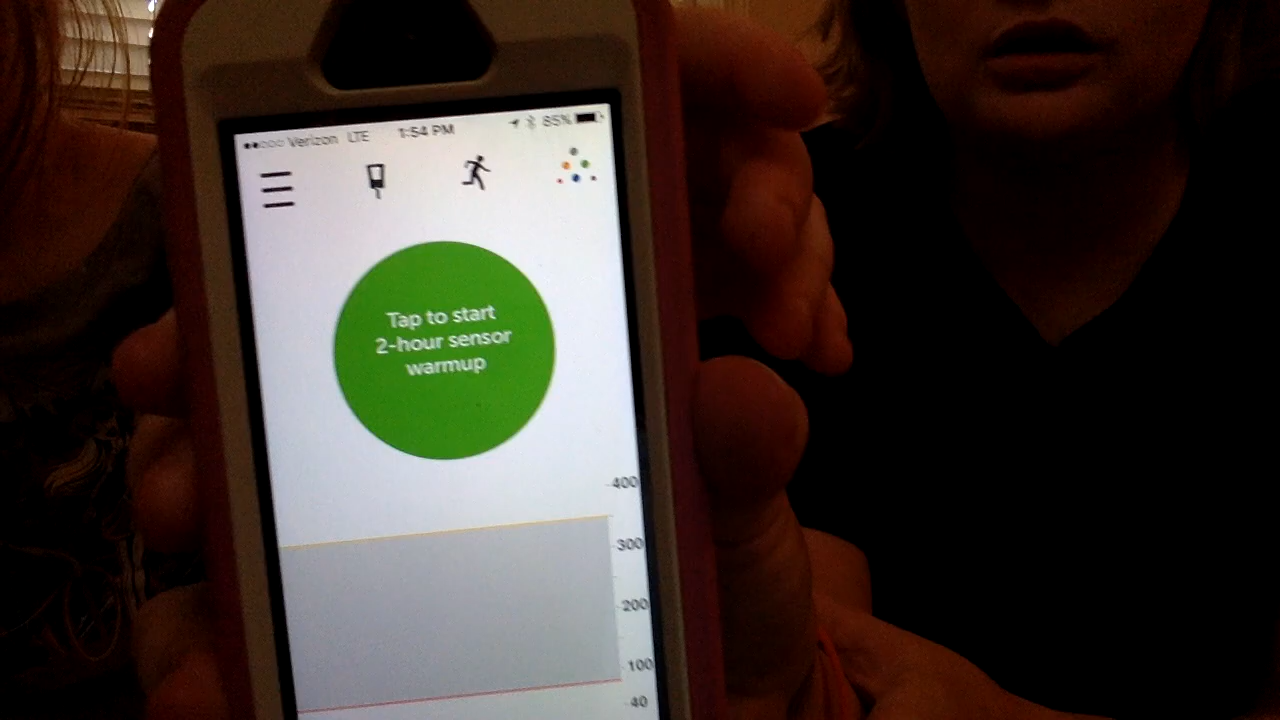 Verizon LTE 1:54 PM 85%
Tap to start
2-hour sensor
warmup
400
300
200
100
40